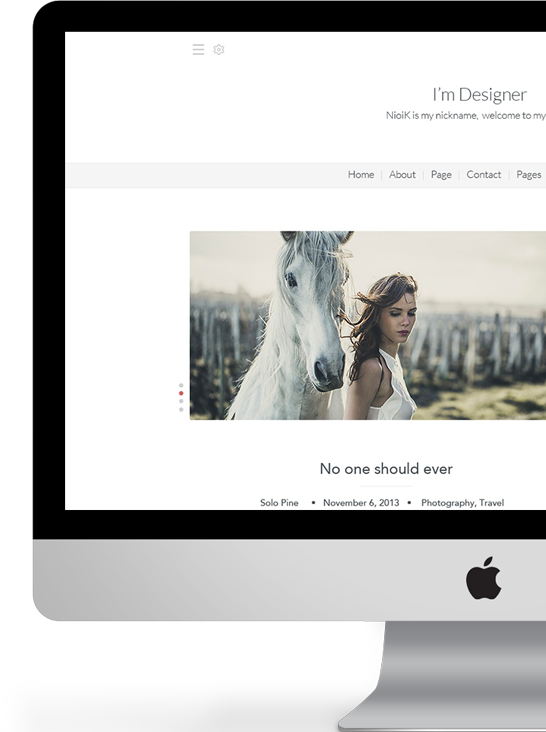 I'm Designer
NioiK is my nickname, welcome to my
Home | About | Page | Contact | Pages
No one should ever
Solo Pine • November 6, 2013 • Photography, Travel